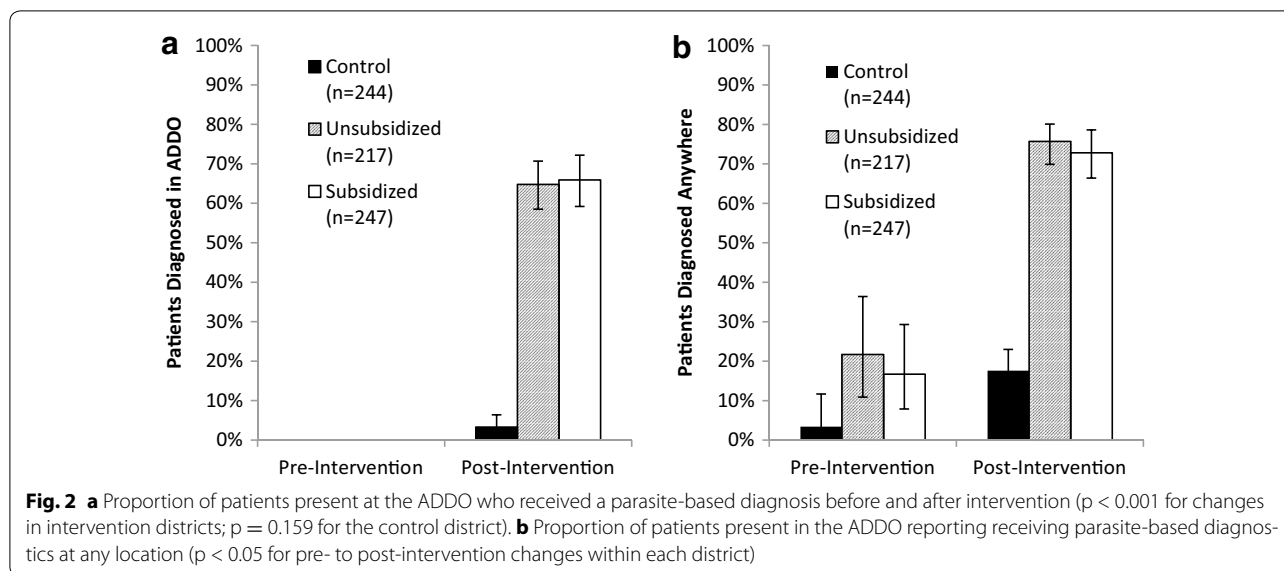 a
100%
90%
80%
70%
60%
50%
40%
30%
20%
10%
0%
Patients Diagnosed in ADDO
Control
(n=244)
Unsubsidized
(n=217)
Subsidized
(n=247)
Pre-Intervention Post-Intervention
b
100%
90%
80%
70%
60%
50%
40%
30%
20%
10%
0%
Patients Diagnosed Anywhere
Control
(n=244)
Unsubsidized
(n=217)
Subsidized
(n=247)
Pre-Intervention Post-Intervention
Fig. 2 a Proportion of patients present at the ADDO who received a parasite-based diagnosis before and after intervention (p < 0.001 for changes
in intervention districts; p = 0.159 for the control district). b Proportion of patients present in the ADDO reporting receiving parasite-based diagnos-
tics at any location (p < 0.05 for pre- to post-intervention changes within each district)